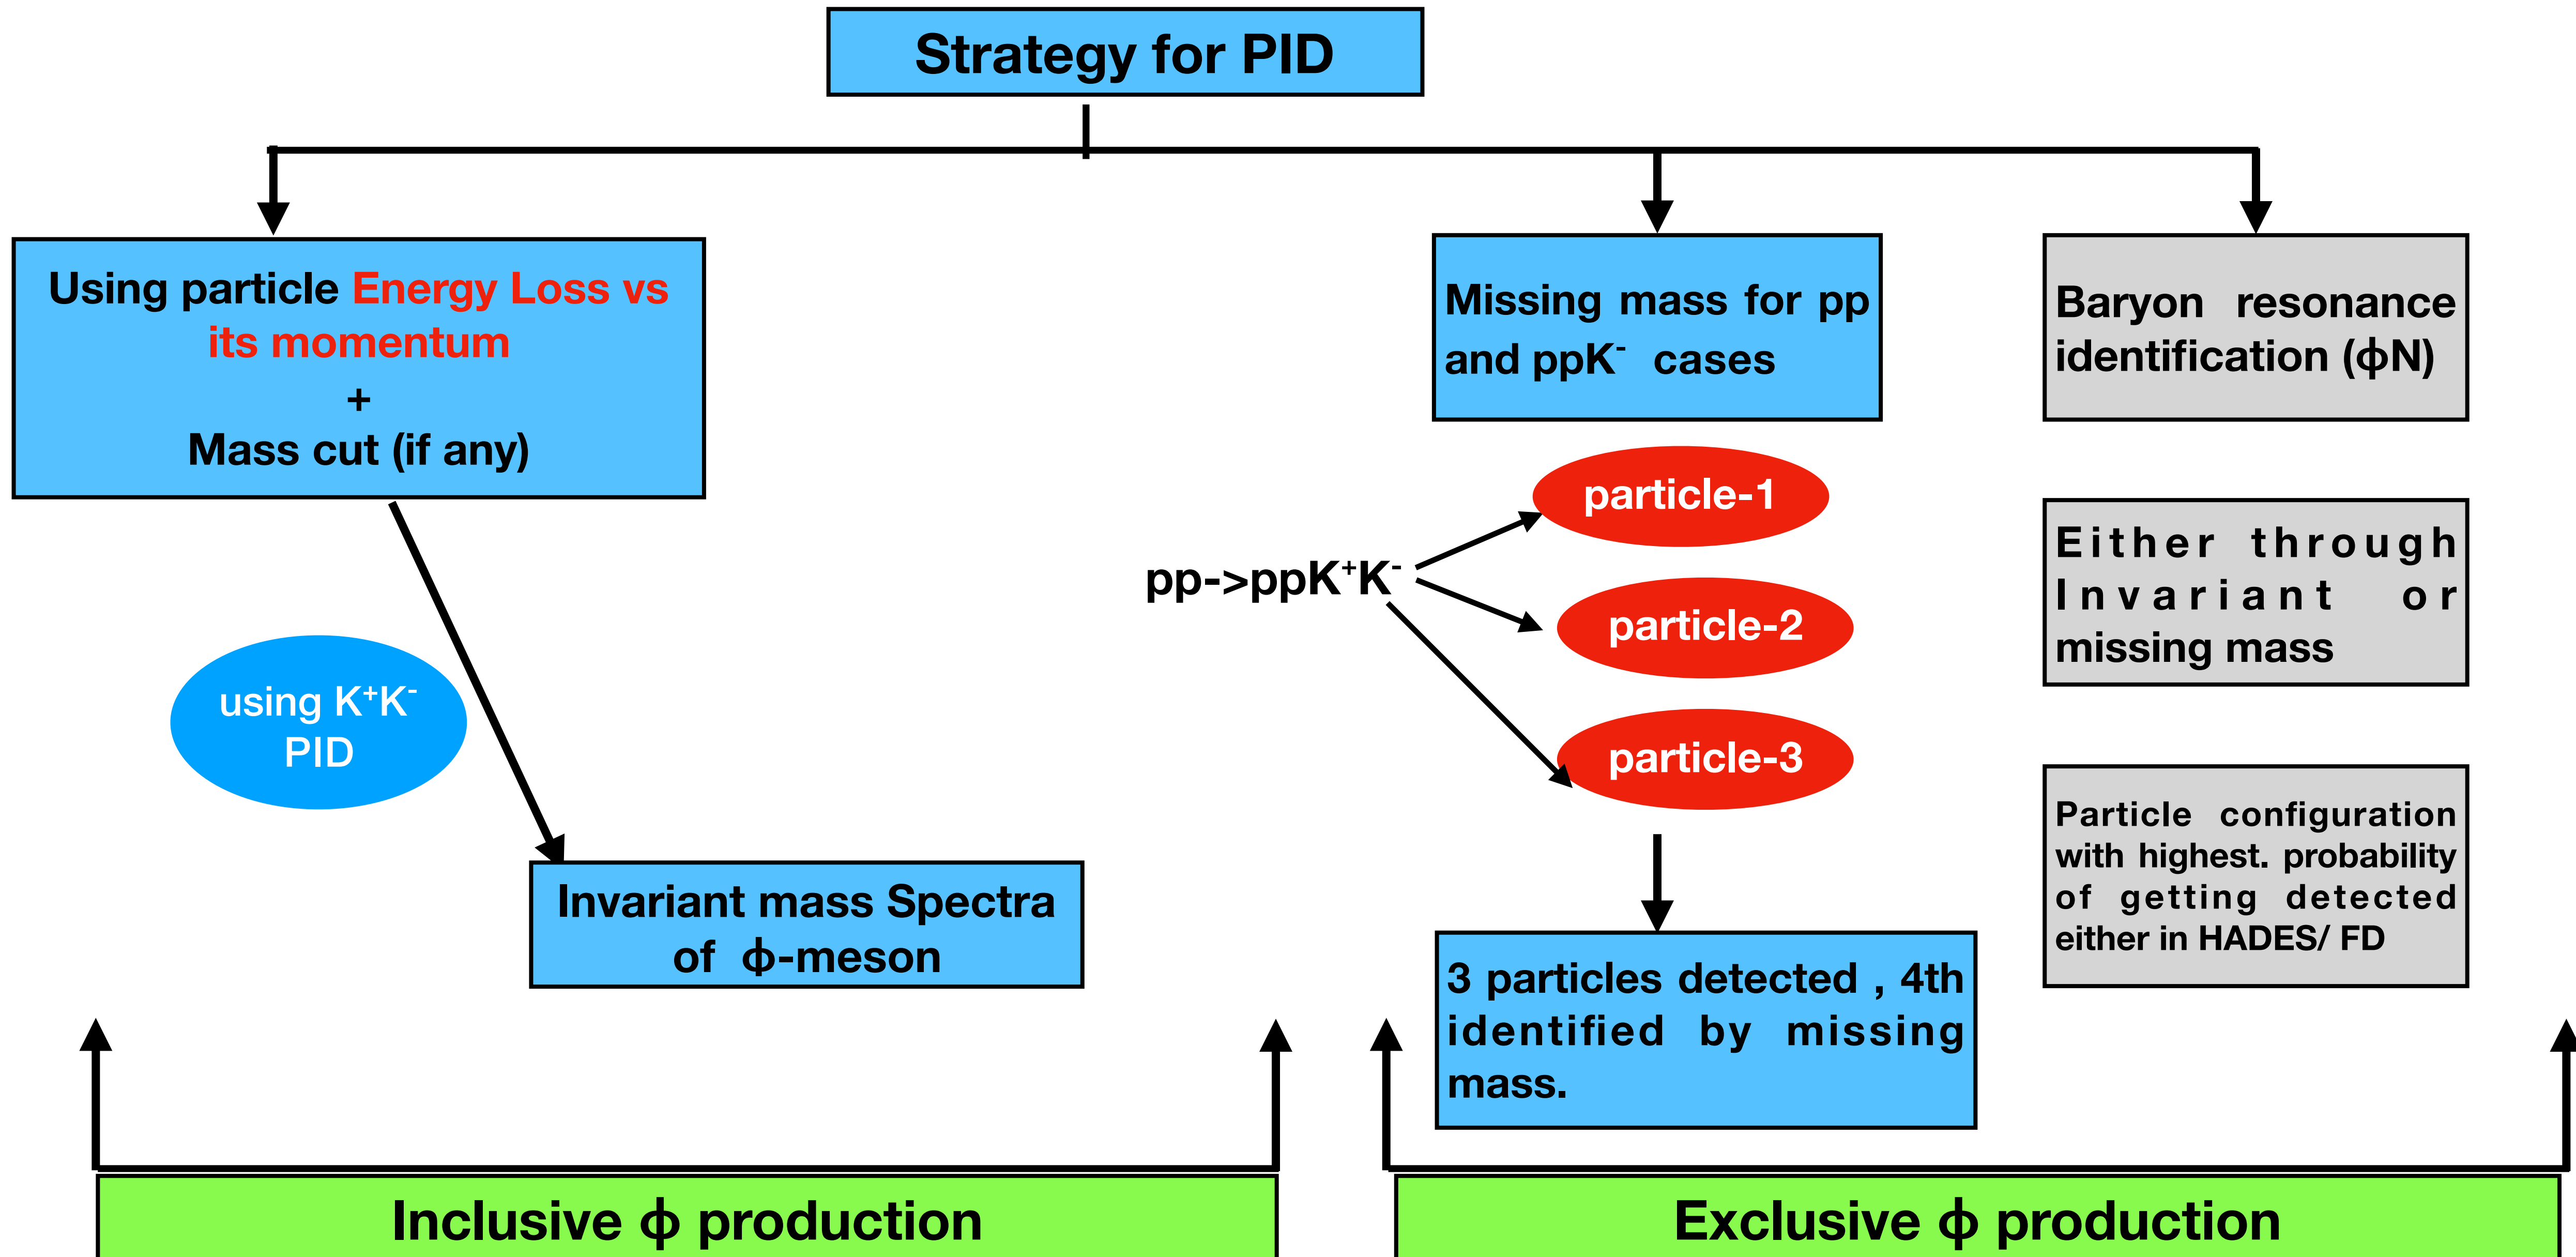 Strategy for PID
Using particle Energy Loss vs
its momentum
+
Mass cut (if any)
using K⁺K⁻
PID
Invariant mass Spectra
of ϕ-meson
Missing mass for pp
and ppK⁻ cases
pp->ppK⁺K⁻
particle-1
particle-2
particle-3
3 particles detected , 4th
identified by missing
mass.
Baryon resonance
identification (ϕN)
Either through
Invariant or
missing mass
Particle configuration
with highest. probability
of getting detected
either in HADES/ FD
Inclusive ϕ production
Exclusive ϕ production